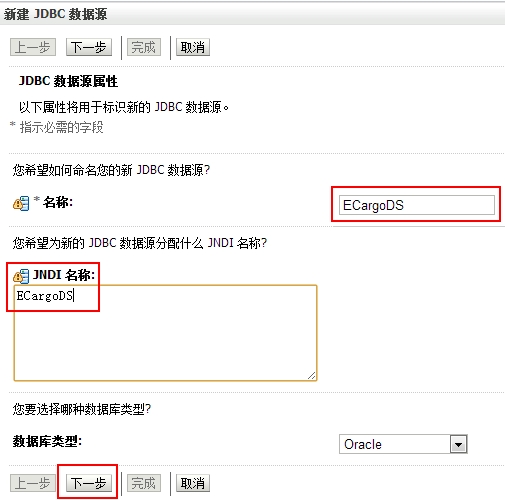 新建 JDBC 数据源
上一步 下一步 完成 取消
JDBC 数据源属性
以下属性将用于标识新的 JDBC 数据源。
* 指示必需的字段
您希望如何命名您的新 JDBC 数据源?
* 名称: ECargoDS
您希望为新的 JDBC 数据源分配什么 JNDI 名称?
JNDI 名称:
ECargoDS
您要选择哪种数据库类型?
数据库类型: Oracle
上一步 下一步 完成 取消